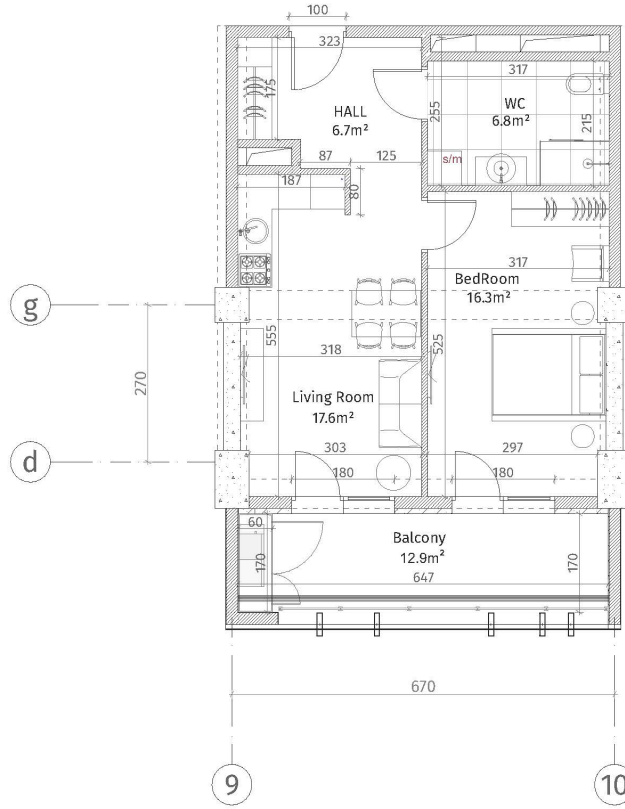 100
323
317
175
HALL
6.7m²
WC
6.8m²
255
215
87
125
s/m
187
80
317
BedRoom
16.3m²
g
270
555
525
318
Living Room
17.6m²
303
297
d
180
180
60
Balcony
12.9m²
170
170
647
670
9
10